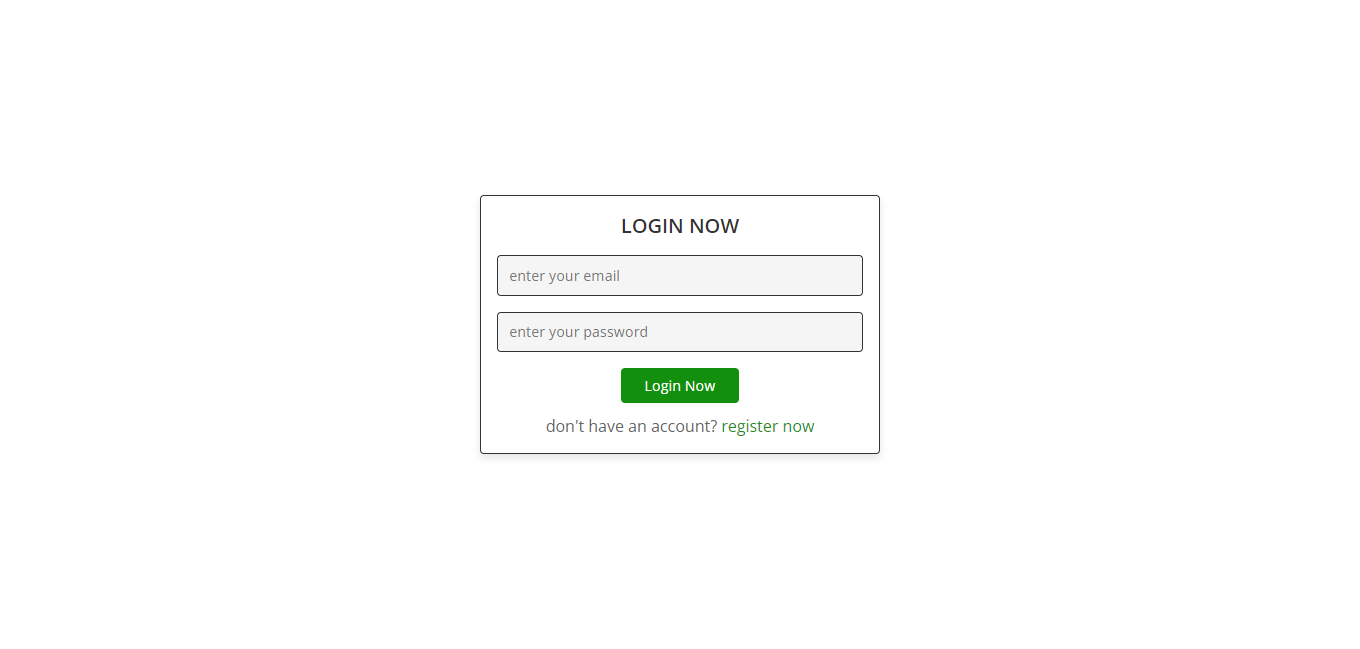 LOGIN NOW
enter your email
enter your password
Login Now
don't have an account? register now